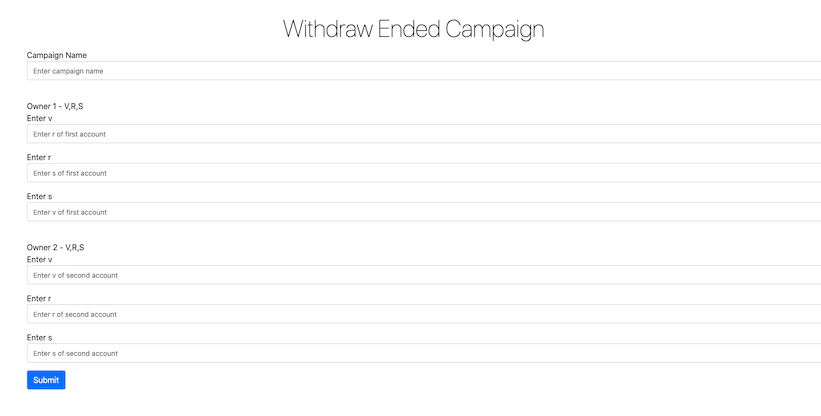 Withdraw Ended Campaign
Campaign Name
Enter campaign name
Owner 1 - V,R,S
Enter v
Enter r of first account
Enter r
Enter s of first account
Enter s
Enter v of first account
Owner 2 - V,R,S
Enter v
Enter v of second account
Enter r
Enter r of second account
Enter s
Enter s of second account
Submit